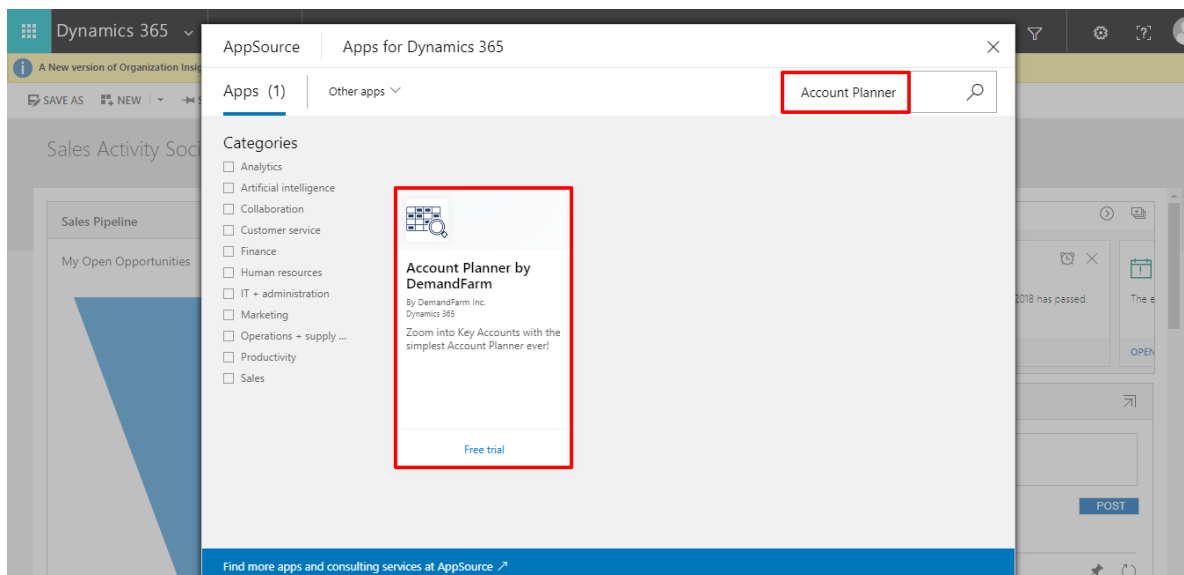 Dynamics 365
AppSource
Apps for Dynamics 365
A New version of Organization Insig
Apps (1)
Other apps
Account Planner
SAVE AS
NEW
Categories
Sales Activity Soci
Analytics
Artificial intelligence
Collaboration
Customer service
Finance
Human resources
IT + administration
Marketing
Operations + supply ...
Productivity
Sales
Sales Pipeline
My Open Opportunities
Account Planner by
DemandFarm
By DemandFarm Inc.
Dynamics 365
Zoom into Key Accounts with the
simplest Account Planner ever!
Free trial
2018 has passed.
The e
OPEN
POST
Find more apps and consulting services at AppSource